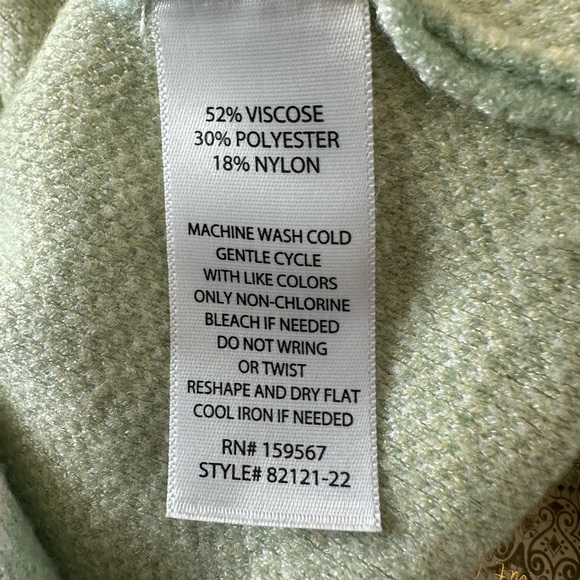 52% VISCOSE
30% POLYESTER
18% NYLON
MACHINE WASH COLD
GENTLE CYCLE
WITH LIKE COLORS
ONLY NON-CHLORINE
BLEACH IF NEEDED
DO NOT WRING
OR TWIST
RESHAPE AND DRY FLAT
COOL IRON IF NEEDED
RN# 159567
STYLE# 82121-22